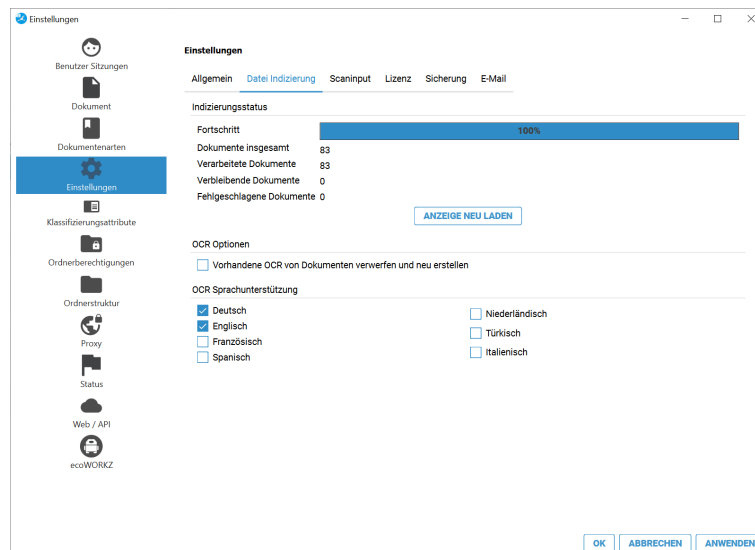 Einstellungen
Benutzer Sitzungen
Dokument
Dokumentenarten
Einstellungen
Klassifizierungsattribute
Ordnerberechtigungen
Ordnerstruktur
Proxy
Status
Web / API
ecoWORKZ
Einstellungen
Allgemein Datei Indizierung Scaninput Lizenz Sicherung E-Mail
Indizierungsstatus
Fortschritt 100%
Dokumente insgesamt 83
Verarbeitete Dokumente 83
Verbleibende Dokumente 0
Fehlgeschlagene Dokumente 0
ANZEIGE NEU LADEN
OCR Optionen
Vorhandene OCR von Dokumenten verwerfen und neu erstellen
OCR Sprachunterstützung
Deutsch
Englisch
Französisch
Spanisch
Niederländisch
Türkisch
Italienisch
OK ABBRECHEN ANWENDEN